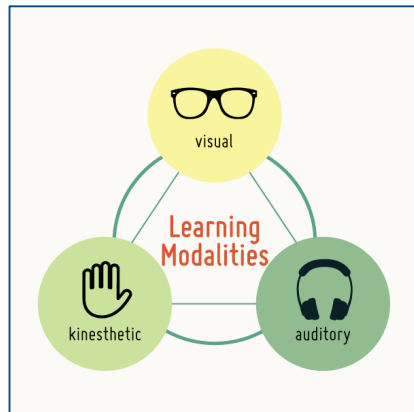 visual
Learning
Modalities
kinesthetic
auditory